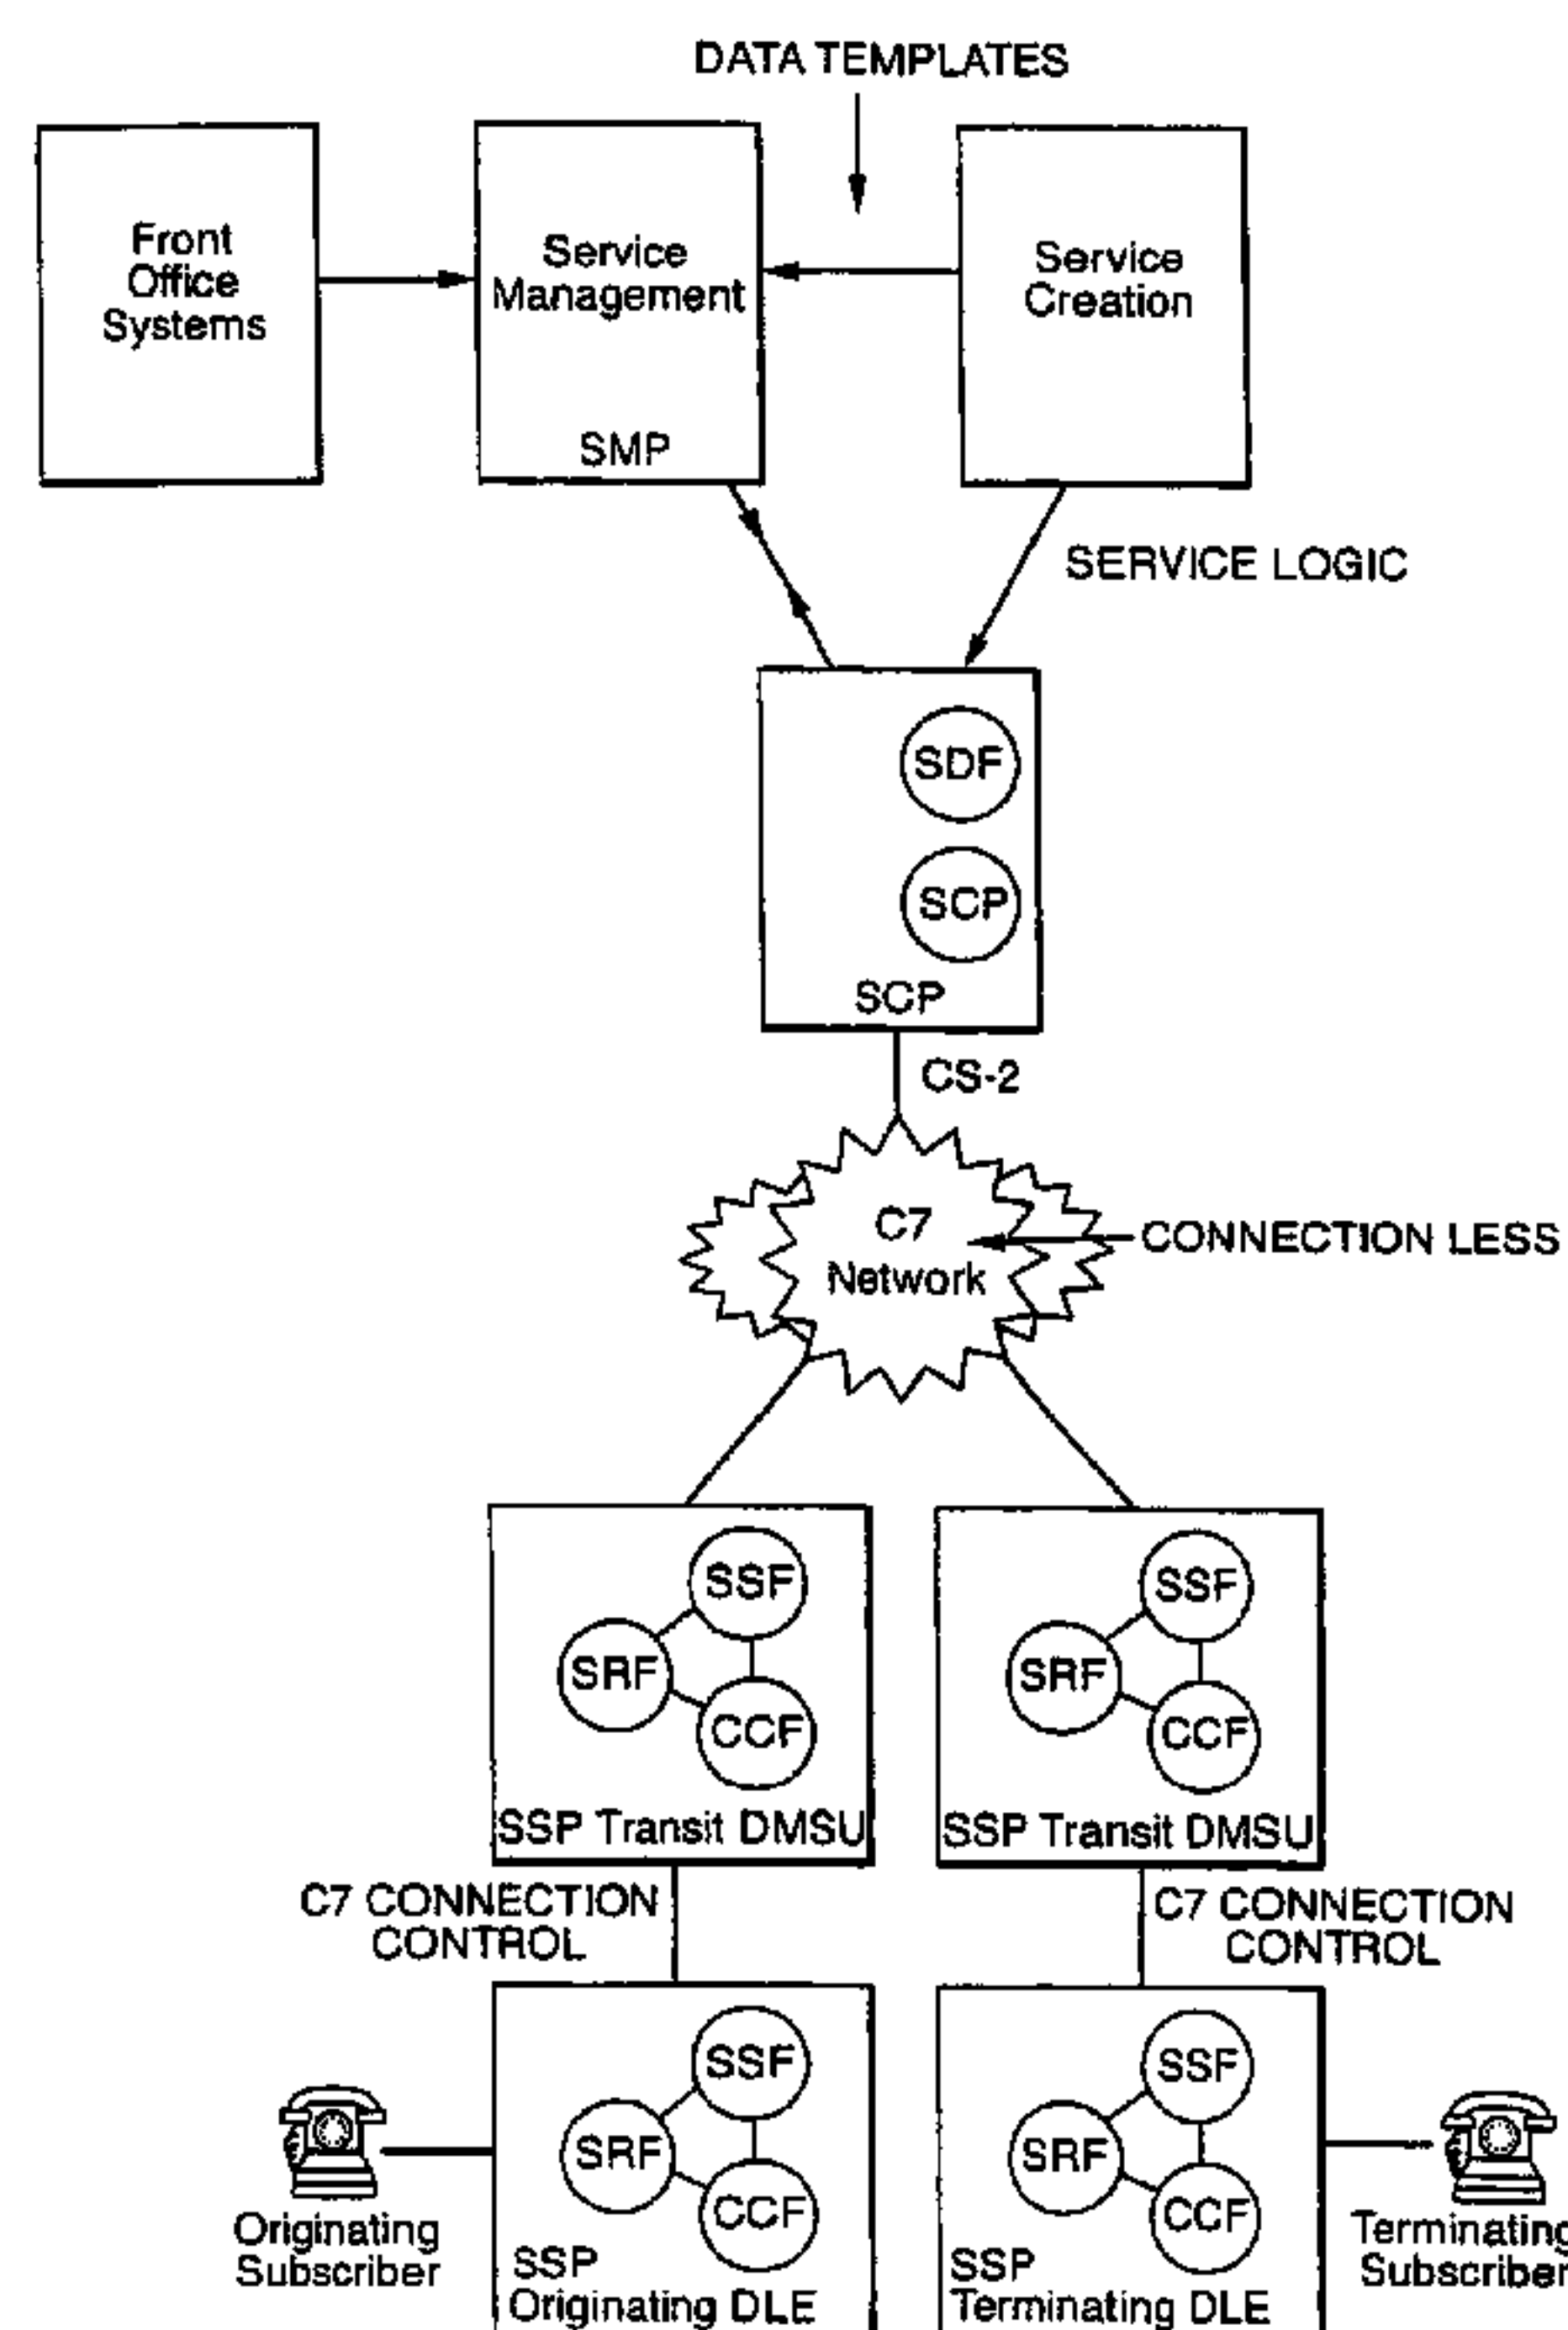 DATA TEMPLATES
Front
Office
Systems
Service
Management
SMP
Service
Creation
SERVICE LOGIC
SDF
SCP
SCP
CS-2
C7
Network
CONNECTION LESS
SSF
SRF
CCF
SSP Transit DMSU
SSF
SRF
CCF
SSP Transit DMSU
C7 CONNECTION
CONTROL
C7 CONNECTION
CONTROL
Originating
Subscriber
SSF
SRF
CCF
SSP
Originating DLE
SSF
SRF
CCF
SSP
Terminating DLE
Terminating
Subscriber